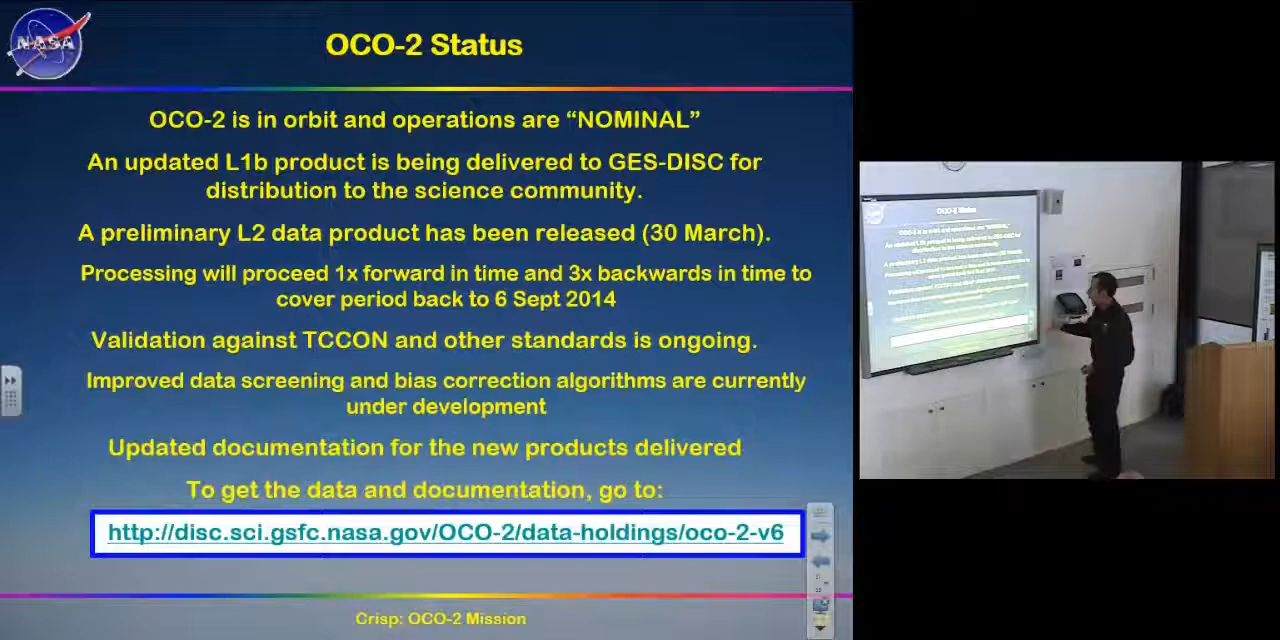 NASA
OCO-2 Status
OCO-2 is in orbit and operations are “NOMINAL”
An updated L1b product is being delivered to GES-DISC for
distribution to the science community.
A preliminary L2 data product has been released (30 March).
Processing will proceed 1x forward in time and 3x backwards in time to
cover period back to 6 Sept 2014
Validation against TCCON and other standards is ongoing.
Improved data screening and bias correction algorithms are currently
under development
Updated documentation for the new products delivered
To get the data and documentation, go to:
http://disc.sci.gsfc.nasa.gov/OCO-2/data-holdings/oco-2-v6
Crisp: OCO-2 Mission
OCO-2 Status